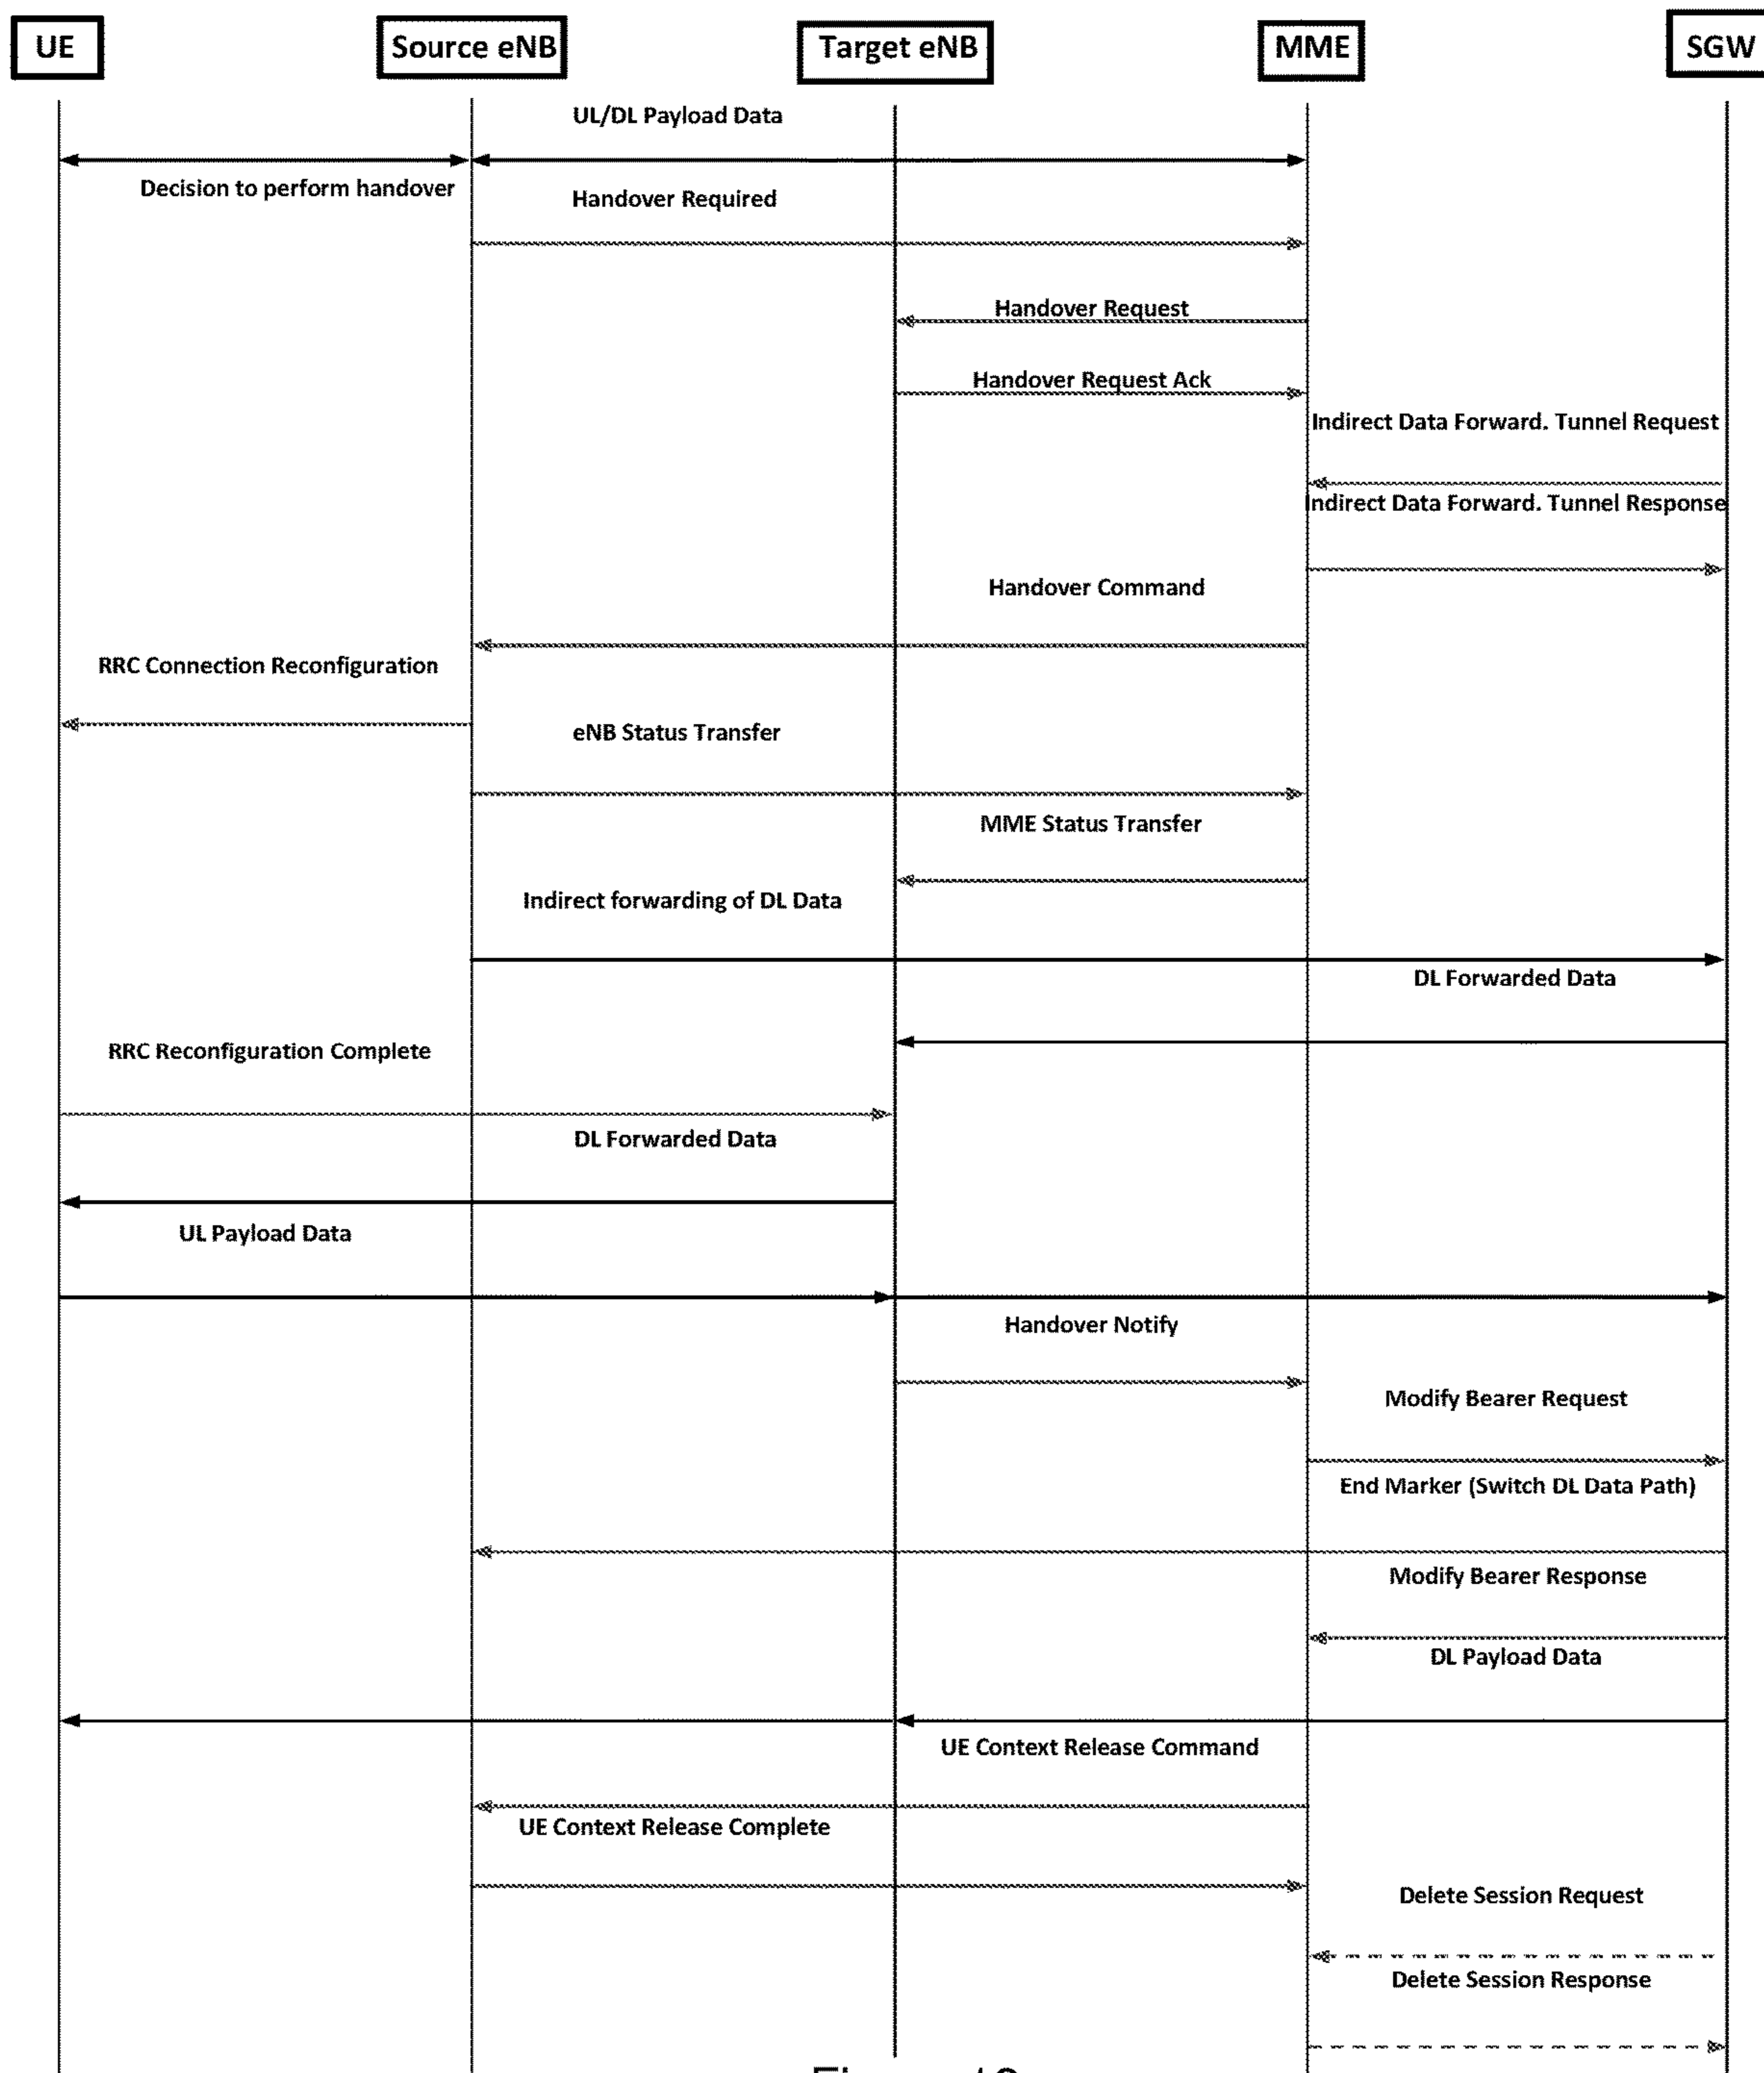 UE
Source eNB
Target eNB
MME
SGW
UL/DL Payload Data
Decision to perform handover
Handover Required
Handover Request
Handover Request Ack
Indirect Data Forward. Tunnel Request
Indirect Data Forward. Tunnel Response
Handover Command
RRC Connection Reconfiguration
eNB Status Transfer
MME Status Transfer
Indirect forwarding of DL Data
DL Forwarded Data
RRC Reconfiguration Complete
DL Forwarded Data
UL Payload Data
Handover Notify
Modify Bearer Request
End Marker (Switch DL Data Path)
Modify Bearer Response
DL Payload Data
UE Context Release Command
UE Context Release Complete
Delete Session Request
Delete Session Response